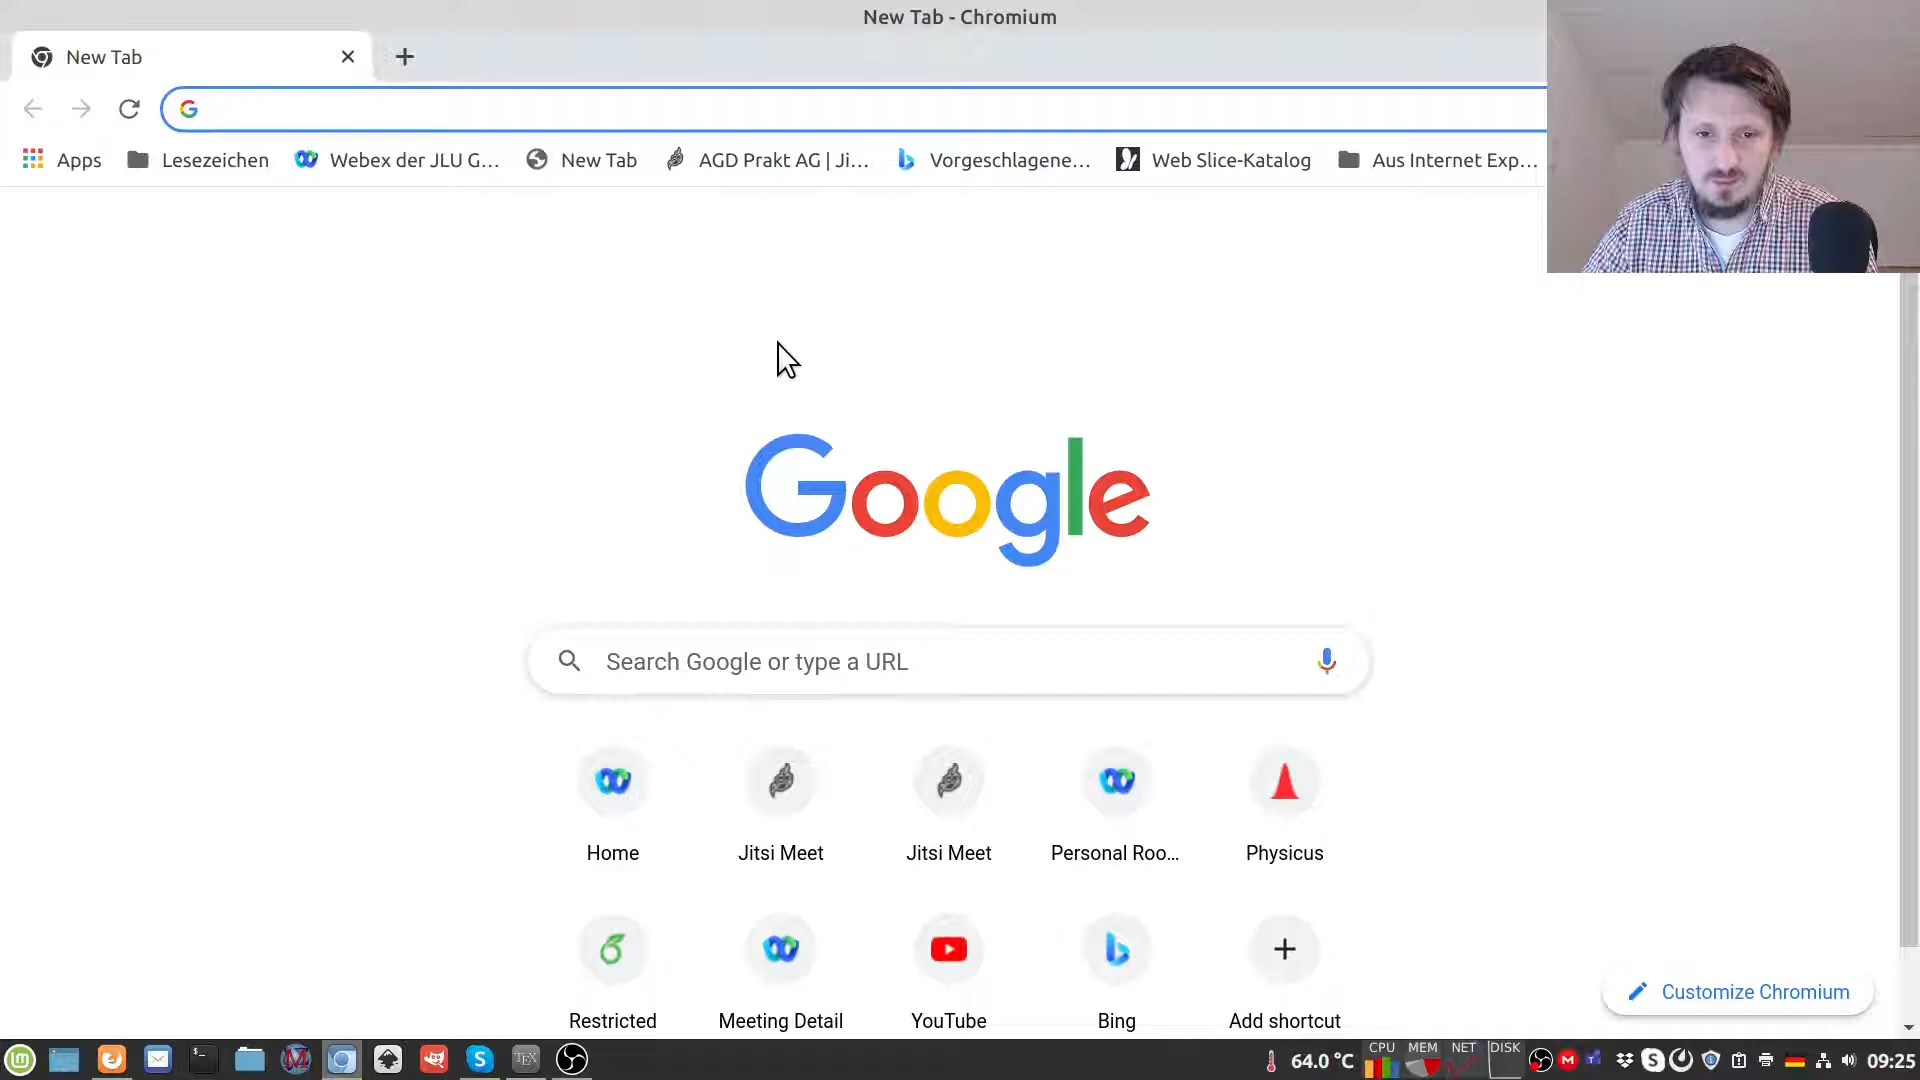 New Tab - Chromium
New Tab
Apps
Lesezeichen
Webex der JLU G...
New Tab
AGD Prakt AG | Ji...
Vorgeschlagene...
Web Slice-Katalog
Aus Internet Exp...
Google
Search Google or type a URL
Home
Jitsi Meet
Jitsi Meet
Personal Roo...
Physicus
Restricted
Meeting Detail
YouTube
Bing
Add shortcut
Customize Chromium
TEX
64.0 °C
CPU
MEM
NET
DISK
09:25